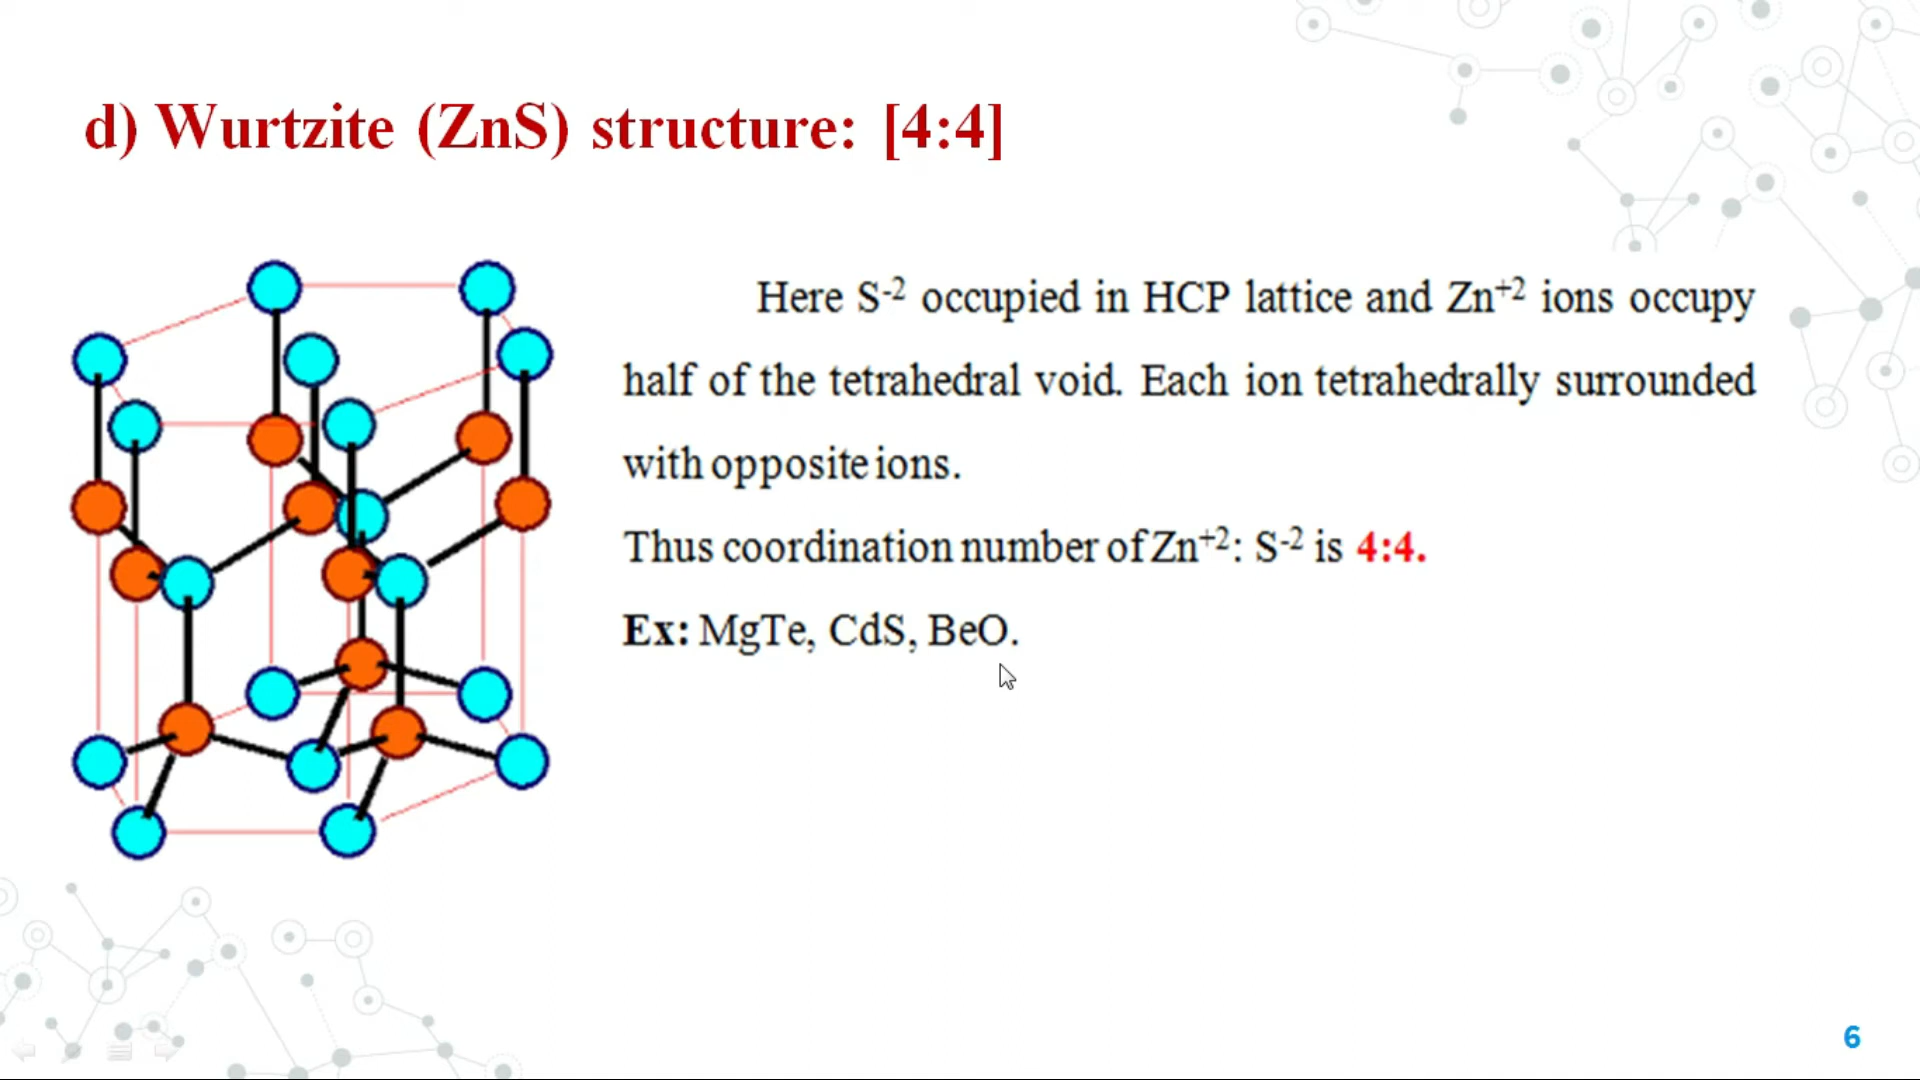 d) Wurtzite (ZnS) structure: [4:4]
Here S⁻² occupied in HCP lattice and Zn⁺² ions occupy
half of the tetrahedral void. Each ion tetrahedrally surrounded
with opposite ions.
Thus coordination number of Zn⁺²: S⁻² is 4:4.
Ex: MgTe, CdS, BeO.
6